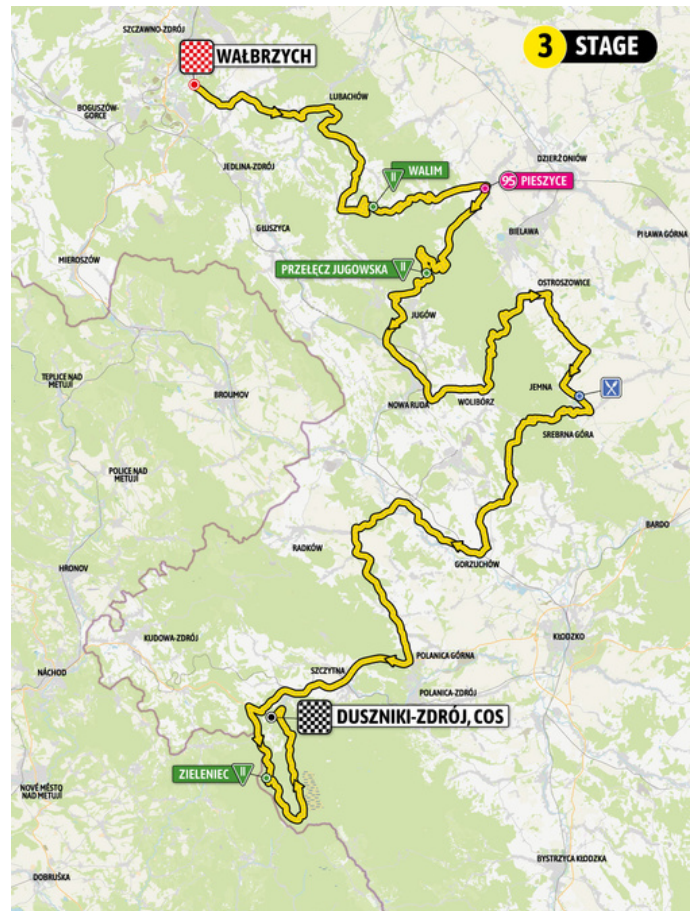 3 STAGE
SZCZAWNO-ZDRÓJ
WAŁBRZYCH
LUBACHÓW
BOGUSZÓW-
GORCE
DZIERŻONIÓW
JEDLINA-ZDRÓJ
II WALIM
95 PIESZYCE
GŁUSZYCA
BIELAWA
PIŁAWA GÓRNA
MIEROSZÓW
PRZEŁĘCZ JUGOWSKA II
OSTROSZOWICE
JUGÓW
TEPLICE NAD
METUJÍ
BROUMOV
NOWA RUDA
WOLIBÓRZ
JEMNA
SREBRNA GÓRA
POLICE NAD
METUJÍ
BARDO
RADKÓW
GORZUCHÓW
HRONOV
KUDOWA-ZDRÓJ
KŁODZKO
SZCZYTNA
POLANICA GÓRNA
NÁCHOD
POLANICA-ZDRÓJ
DUSZNIKI-ZDRÓJ, COS
ZIELENIEC II
NOVÉ MĚSTO
NAD METUJÍ
BYSTRZYCA KŁODZKA
DOBRUŠKA